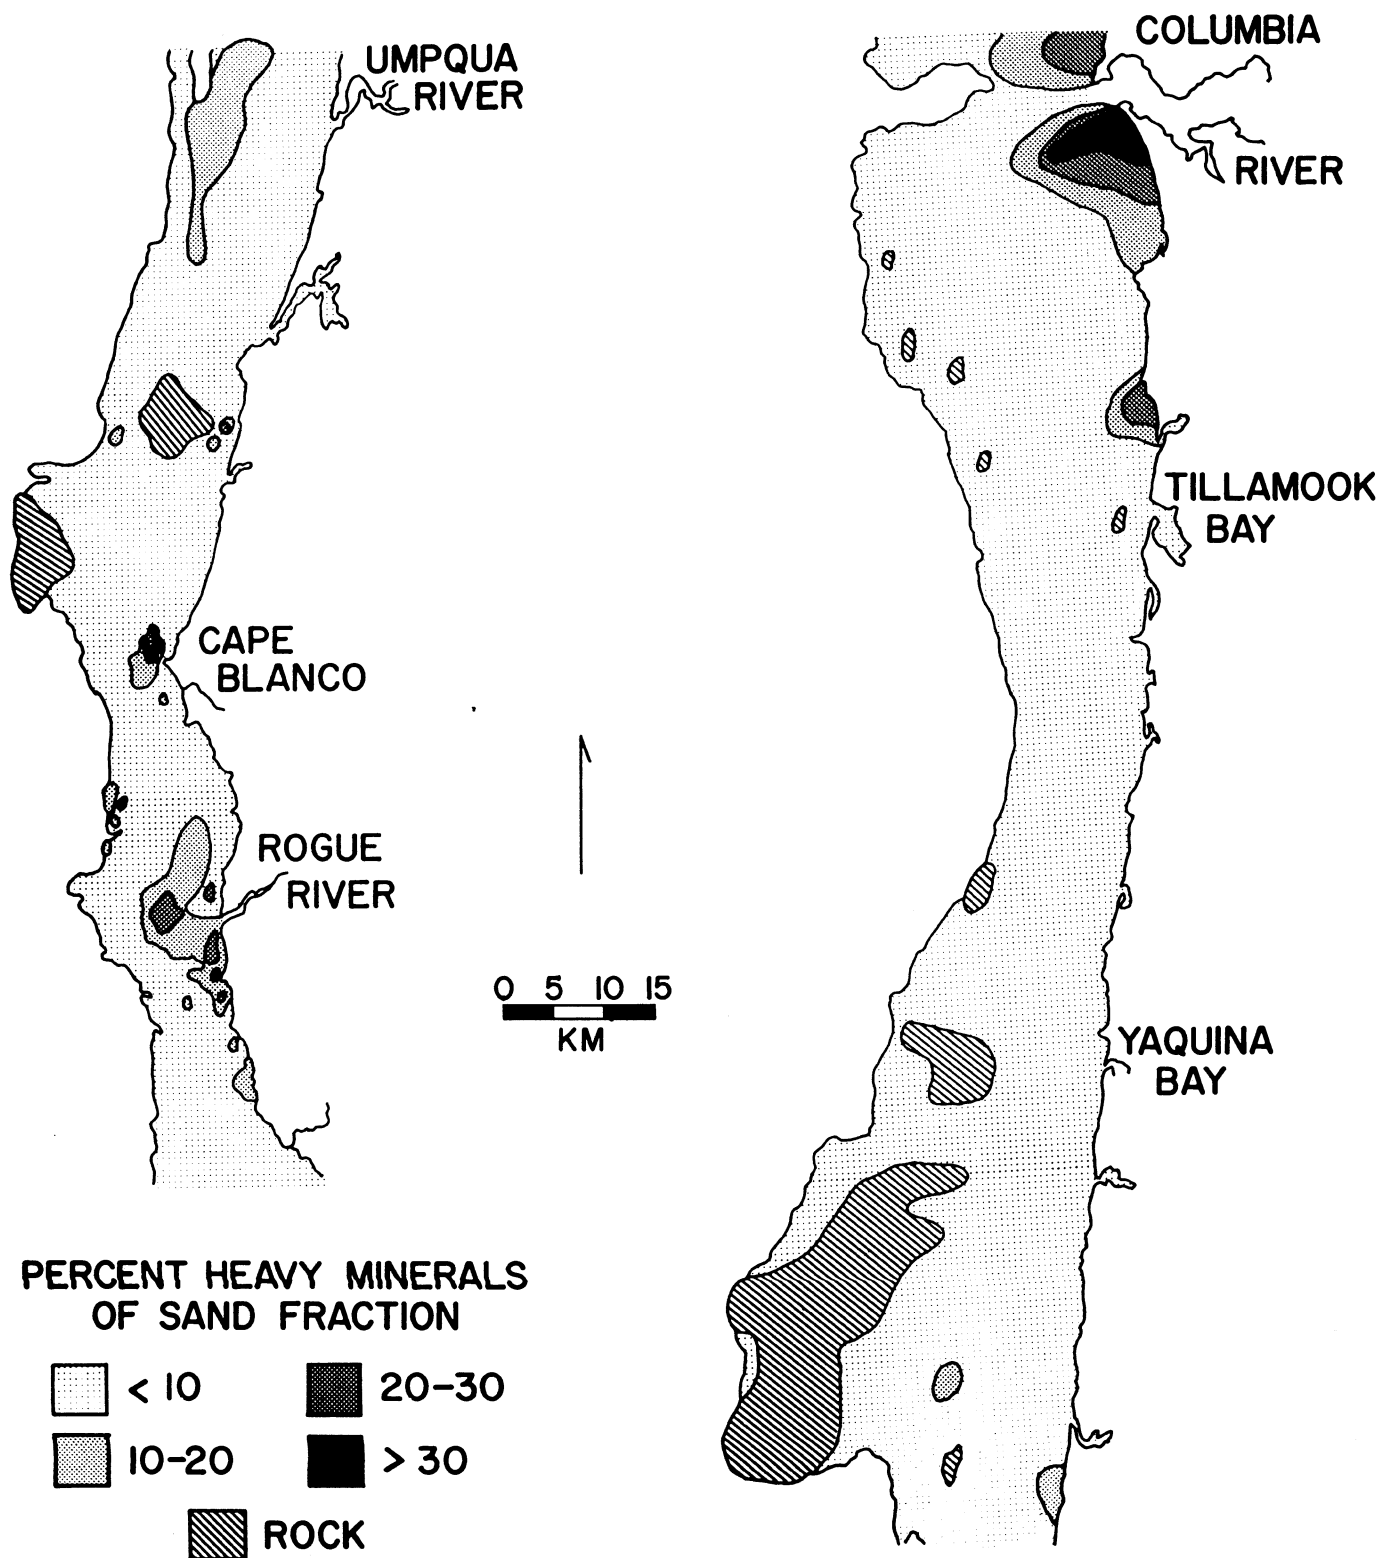 UMPQUA
RIVER
COLUMBIA
RIVER
TILLAMOOK
BAY
CAPE
BLANCO
ROGUE
RIVER
0 5 10 15
KM
YAQUINA
BAY
PERCENT HEAVY MINERALS
OF SAND FRACTION
< 10
20-30
10-20
> 30
ROCK